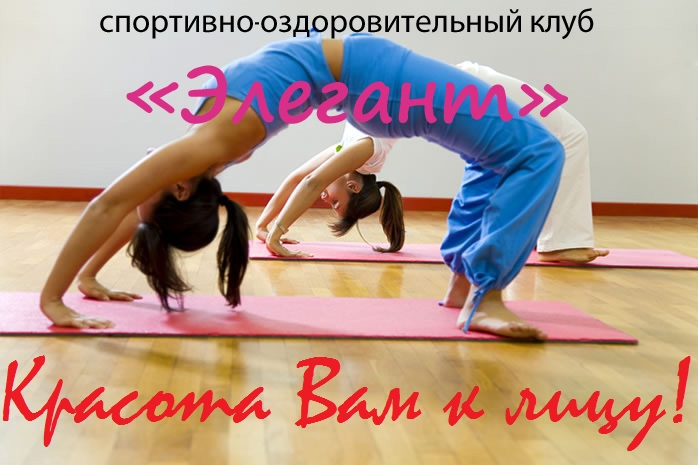 спортивно-оздоровительный клуб
«Элегант»
Красота Вам к лицу!